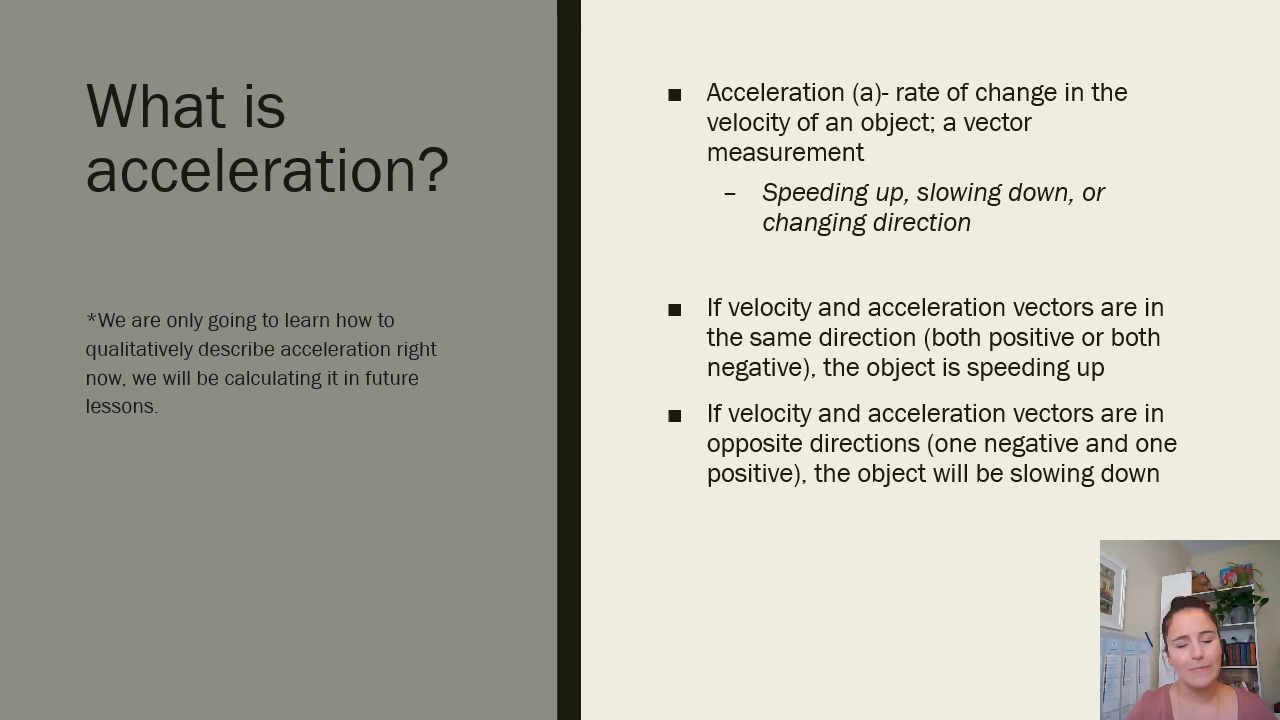 What is
acceleration?
*We are only going to learn how to
qualitatively describe acceleration right
now, we will be calculating it in future
lessons.
■ Acceleration (a)- rate of change in the
velocity of an object; a vector
measurement
– Speeding up, slowing down, or
changing direction
■ If velocity and acceleration vectors are in
the same direction (both positive or both
negative), the object is speeding up
■ If velocity and acceleration vectors are in
opposite directions (one negative and one
positive), the object will be slowing down